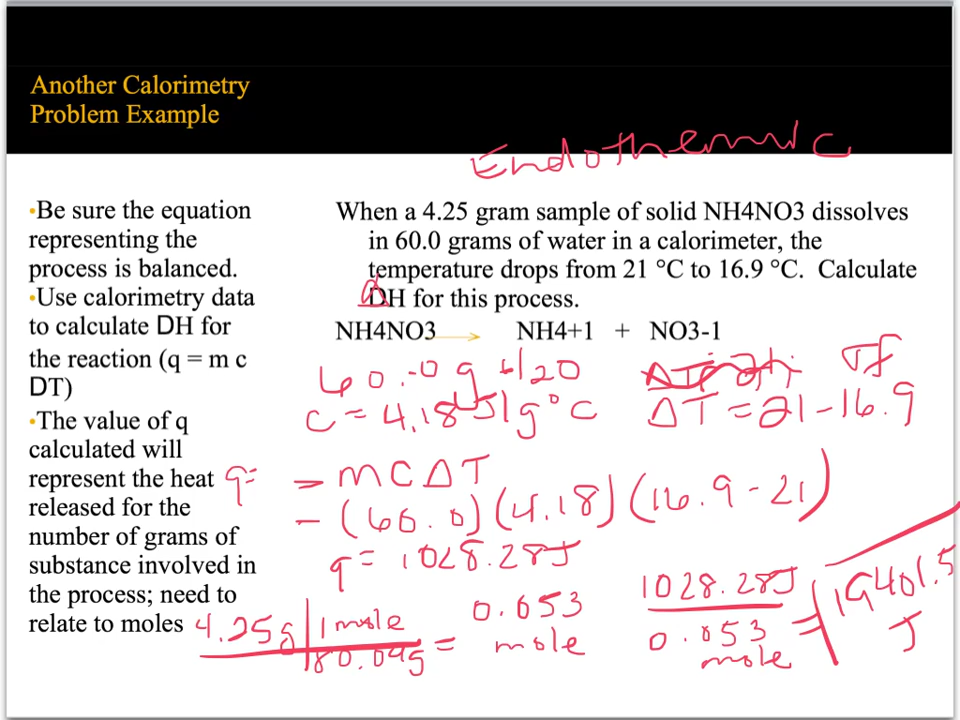 Another Calorimetry
Problem Example
Endothermic
•Be sure the equation
representing the
process is balanced.
•Use calorimetry data
to calculate DH for
the reaction (q = m c
DT)
•The value of q
calculated will
represent the heat
released for the
number of grams of
substance involved in
the process; need to
relate to moles
When a 4.25 gram sample of solid NH4NO3 dissolves
in 60.0 grams of water in a calorimeter, the
temperature drops from 21 °C to 16.9 °C. Calculate
DH for this process.
NH4NO3 → NH4+1 + NO3-1
60.0 g H20
Tf
C = 4.18 J/g°C ΔT = 21-16.9
q = = mCΔT
= (60.0)(4.18)(16.9-21)
q = 1028.28J
4.25g | 1 mole
80.04g
= 0.053
mole
1028.28J
0.053
mole
= 19401.5
J